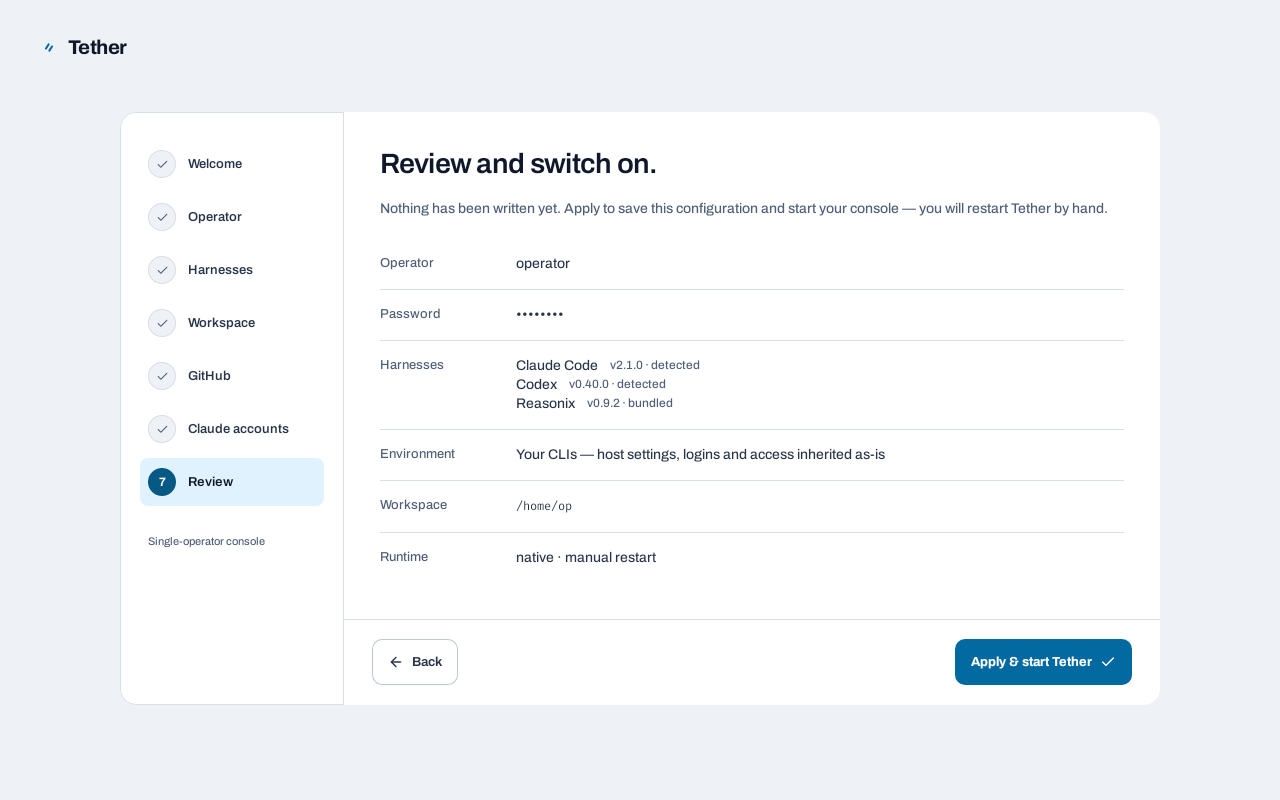 Tether
Welcome
Operator
Harnesses
Workspace
GitHub
Claude accounts
7 Review
Single-operator console
Review and switch on.
Nothing has been written yet. Apply to save this configuration and start your console — you will restart Tether by hand.
Operator operator
Password ••••••••
Harnesses Claude Code v2.1.0 · detected
Codex v0.40.0 · detected
Reasonix v0.9.2 · bundled
Environment Your CLIs — host settings, logins and access inherited as-is
Workspace /home/op
Runtime native · manual restart
Back
Apply & start Tether